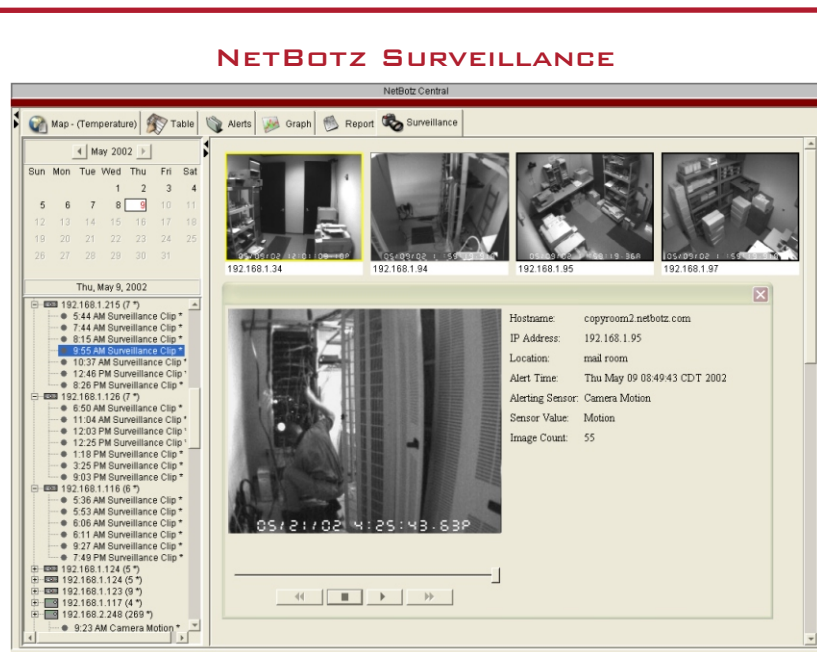 NETBOTZ SURVEILLANCE
NetBotz Central
Map - (Temperature) Table Alerts Graph Report Surveillance
May 2002
Sun Mon Tue Wed Thu Fri Sat
1 2 3 4
5 6 7 8 9 10 11
12 13 14 15 16 17 18
19 20 21 22 23 24 25
26 27 28 29 30 31
Thu, May 9, 2002
192.168.1.215 (7 *)
5:44 AM Surveillance Clip *
7:44 AM Surveillance Clip *
8:15 AM Surveillance Clip *
9:55 AM Surveillance Clip *
10:37 AM Surveillance Clip *
12:46 PM Surveillance Clip *
8:26 PM Surveillance Clip *
192.168.1.126 (7 *)
6:50 AM Surveillance Clip *
11:04 AM Surveillance Clip *
12:03 PM Surveillance Clip *
12:25 PM Surveillance Clip *
1:18 PM Surveillance Clip *
3:25 PM Surveillance Clip *
9:03 PM Surveillance Clip *
192.168.1.116 (6 *)
5:36 AM Surveillance Clip *
5:53 AM Surveillance Clip *
6:06 AM Surveillance Clip *
6:11 AM Surveillance Clip *
9:27 AM Surveillance Clip *
7:49 PM Surveillance Clip *
192.168.1.124 (5 *)
192.168.1.124 (5 *)
192.168.1.123 (9 *)
192.168.1.117 (4 *)
192.168.2.248 (269 *)
9:23 AM Camera Motion *
05/09/02
192.168.1.34 192.168.1.94 192.168.1.95 192.168.1.97
Hostname: copyroom2.netbotz.com
IP Address: 192.168.1.95
Location: mail room
Alert Time: Thu May 09 08:49:43 CDT 2002
Alerting Sensor: Camera Motion
Sensor Value: Motion
Image Count: 55
05/21/02 4:25:43.63P